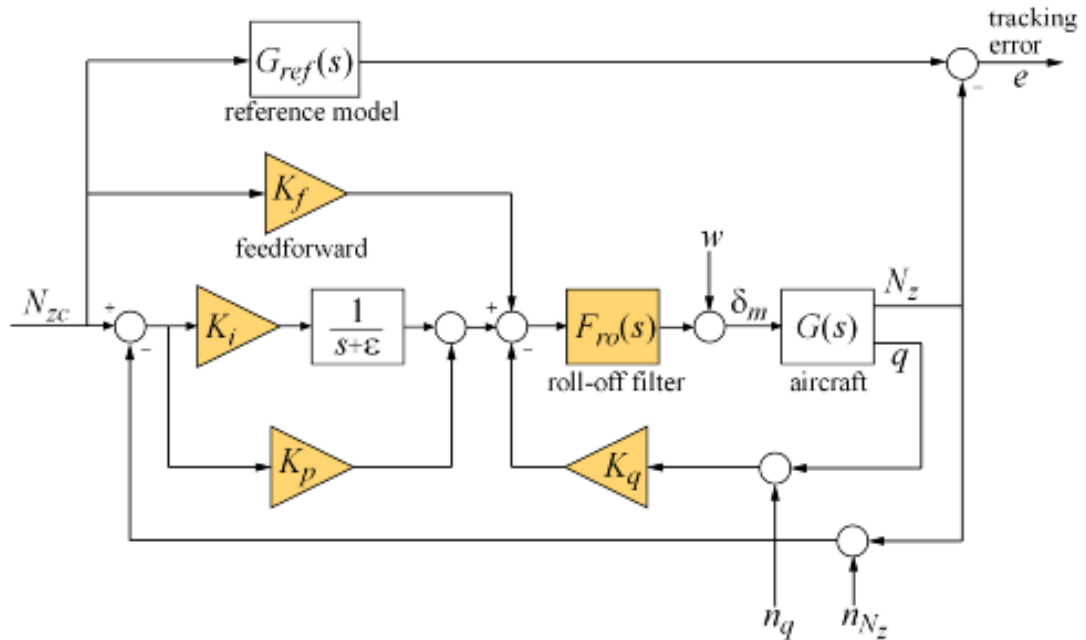 tracking
error
e
G_ref(s)
reference model
-
K_f
feedforward
w
N_zc
+
-
K_i
1
s+ε
+
-
F_ro(s)
roll-off filter
δ_m
G(s)
aircraft
N_z
q
K_p
K_q
n_q
n_N_z